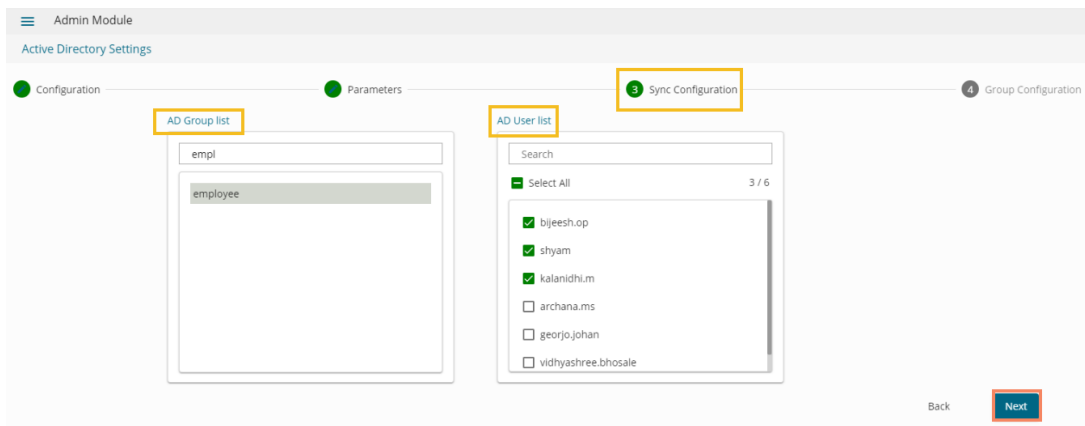 Admin Module
Active Directory Settings
Configuration
Parameters
3 Sync Configuration
4 Group Configuration
AD Group list
empl
employee
AD User list
Search
Select All 3 / 6
bijeesh.op
shyam
kalanidhi.m
archana.ms
georjo.johan
vidhyashree.bhosale
Back Next